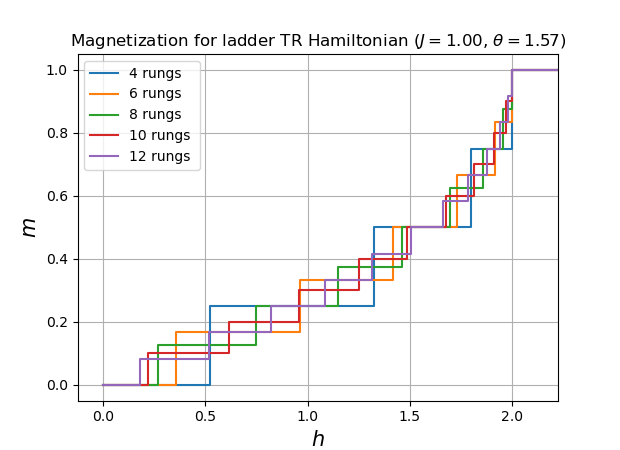 Magnetization for ladder TR Hamiltonian (J = 1.00, θ = 1.57)
1.0
0.8
0.6
0.4
0.2
0.0
m
4 rungs
6 rungs
8 rungs
10 rungs
12 rungs
0.0 0.5 1.0 1.5 2.0
h